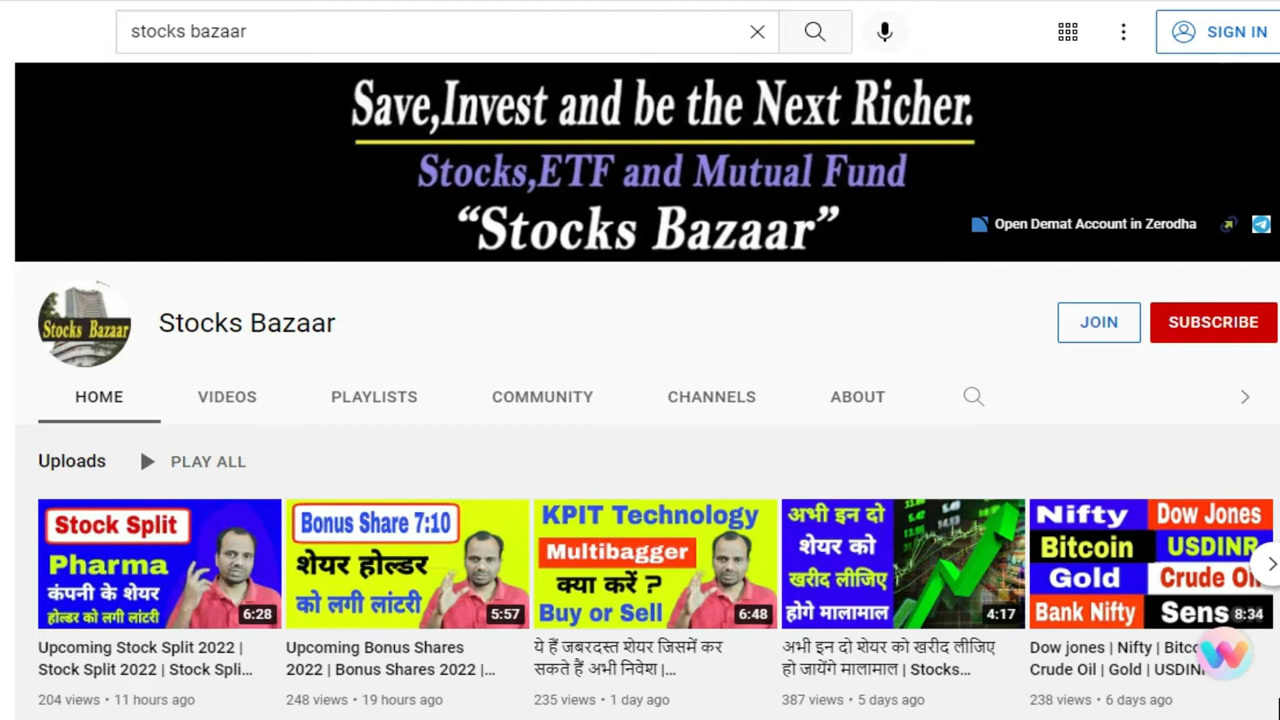 stocks bazaar
SIGN IN
Save,Invest and be the Next Richer.
Stocks,ETF and Mutual Fund
“Stocks Bazaar”
Open Demat Account in Zerodha
Stocks Bazaar
Stocks Bazaar
JOIN
SUBSCRIBE
HOME
VIDEOS
PLAYLISTS
COMMUNITY
CHANNELS
ABOUT
Uploads
PLAY ALL
Stock Split
Pharma
कंपनी के शेयर
होल्डर को लगी लांटरी
6:28
Upcoming Stock Split 2022 |
Stock Split 2022 | Stock Spli...
204 views • 11 hours ago
Bonus Share 7:10
शेयर होल्डर
को लगी लांटरी
5:57
Upcoming Bonus Shares
2022 | Bonus Shares 2022 |...
248 views • 19 hours ago
KPIT Technology
Multibagger
क्या करें ?
Buy or Sell
6:48
ये हैं जबरदस्त शेयर जिसमें कर
सकते हैं अभी निवेश |...
235 views • 1 day ago
अभी इन दो
शेयर को
खरीद लीजिए
होगे मालामाल
4:17
अभी इन दो शेयर को खरीद लीजिए
हो जायेंगे मालामाल | Stocks...
387 views • 5 days ago
Nifty Dow Jones
Bitcoin USDINR
Gold Crude Oil
Bank Nifty Sens
8:34
Dow jones | Nifty | Bitc
Crude Oil | Gold | USDIN
238 views • 6 days ago